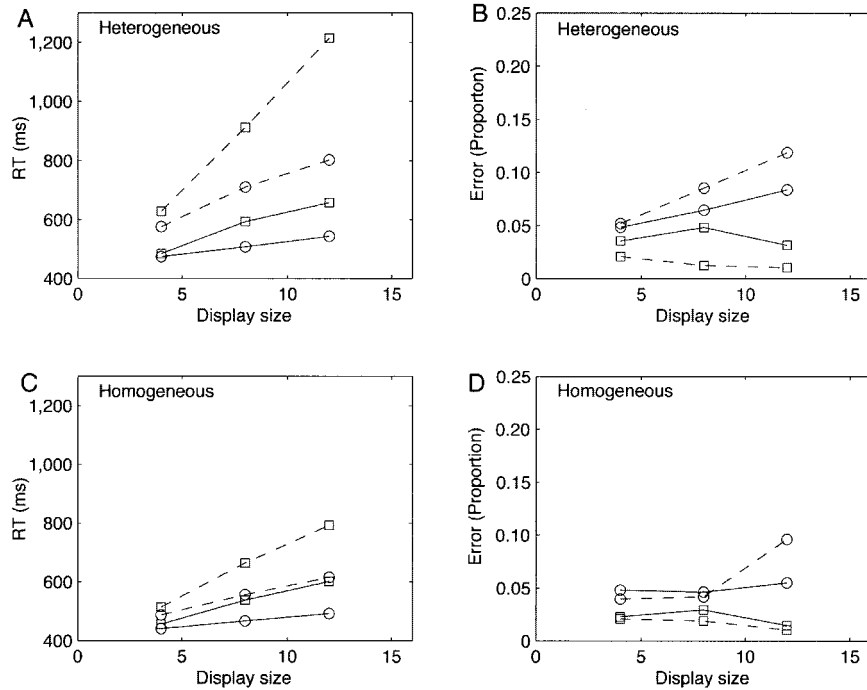 A
Heterogeneous
1,200
1,000
800
600
400
RT (ms)
0 5 10 15
Display size
B
Heterogeneous
0.25
0.20
0.15
0.10
0.05
0
Error (Proporton)
0 5 10 15
Display size
C
Homogeneous
1,200
1,000
800
600
400
RT (ms)
0 5 10 15
Display size
D
Homogeneous
0.25
0.20
0.15
0.10
0.05
0
Error (Proportion)
0 5 10 15
Display size